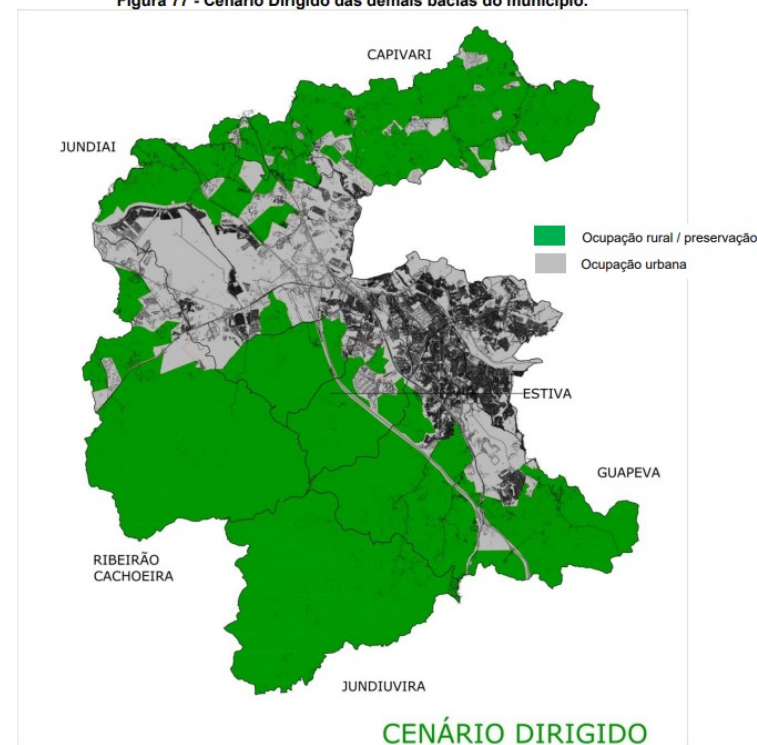 Figura 77 - Cenário Dirigido das demais bacias do município.
CAPIVARI
JUNDIAI
Ocupação rural / preservação
Ocupação urbana
ESTIVA
GUAPEVA
RIBEIRÃO
CACHOEIRA
JUNDIUVIRA
CENÁRIO DIRIGIDO